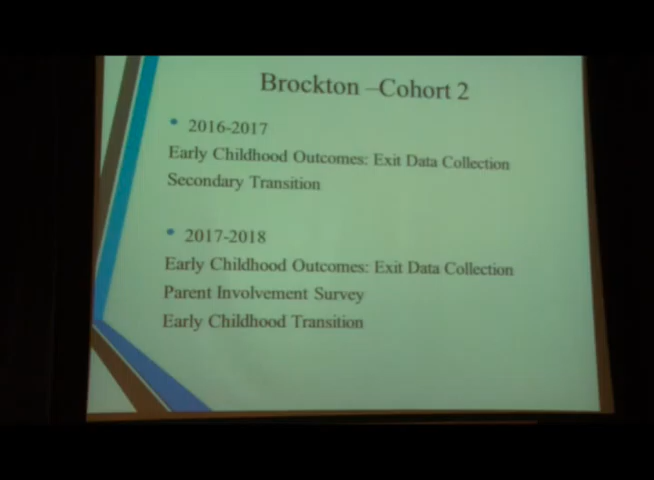 Brockton –Cohort 2
• 2016-2017
Early Childhood Outcomes: Exit Data Collection
Secondary Transition
• 2017-2018
Early Childhood Outcomes: Exit Data Collection
Parent Involvement Survey
Early Childhood Transition